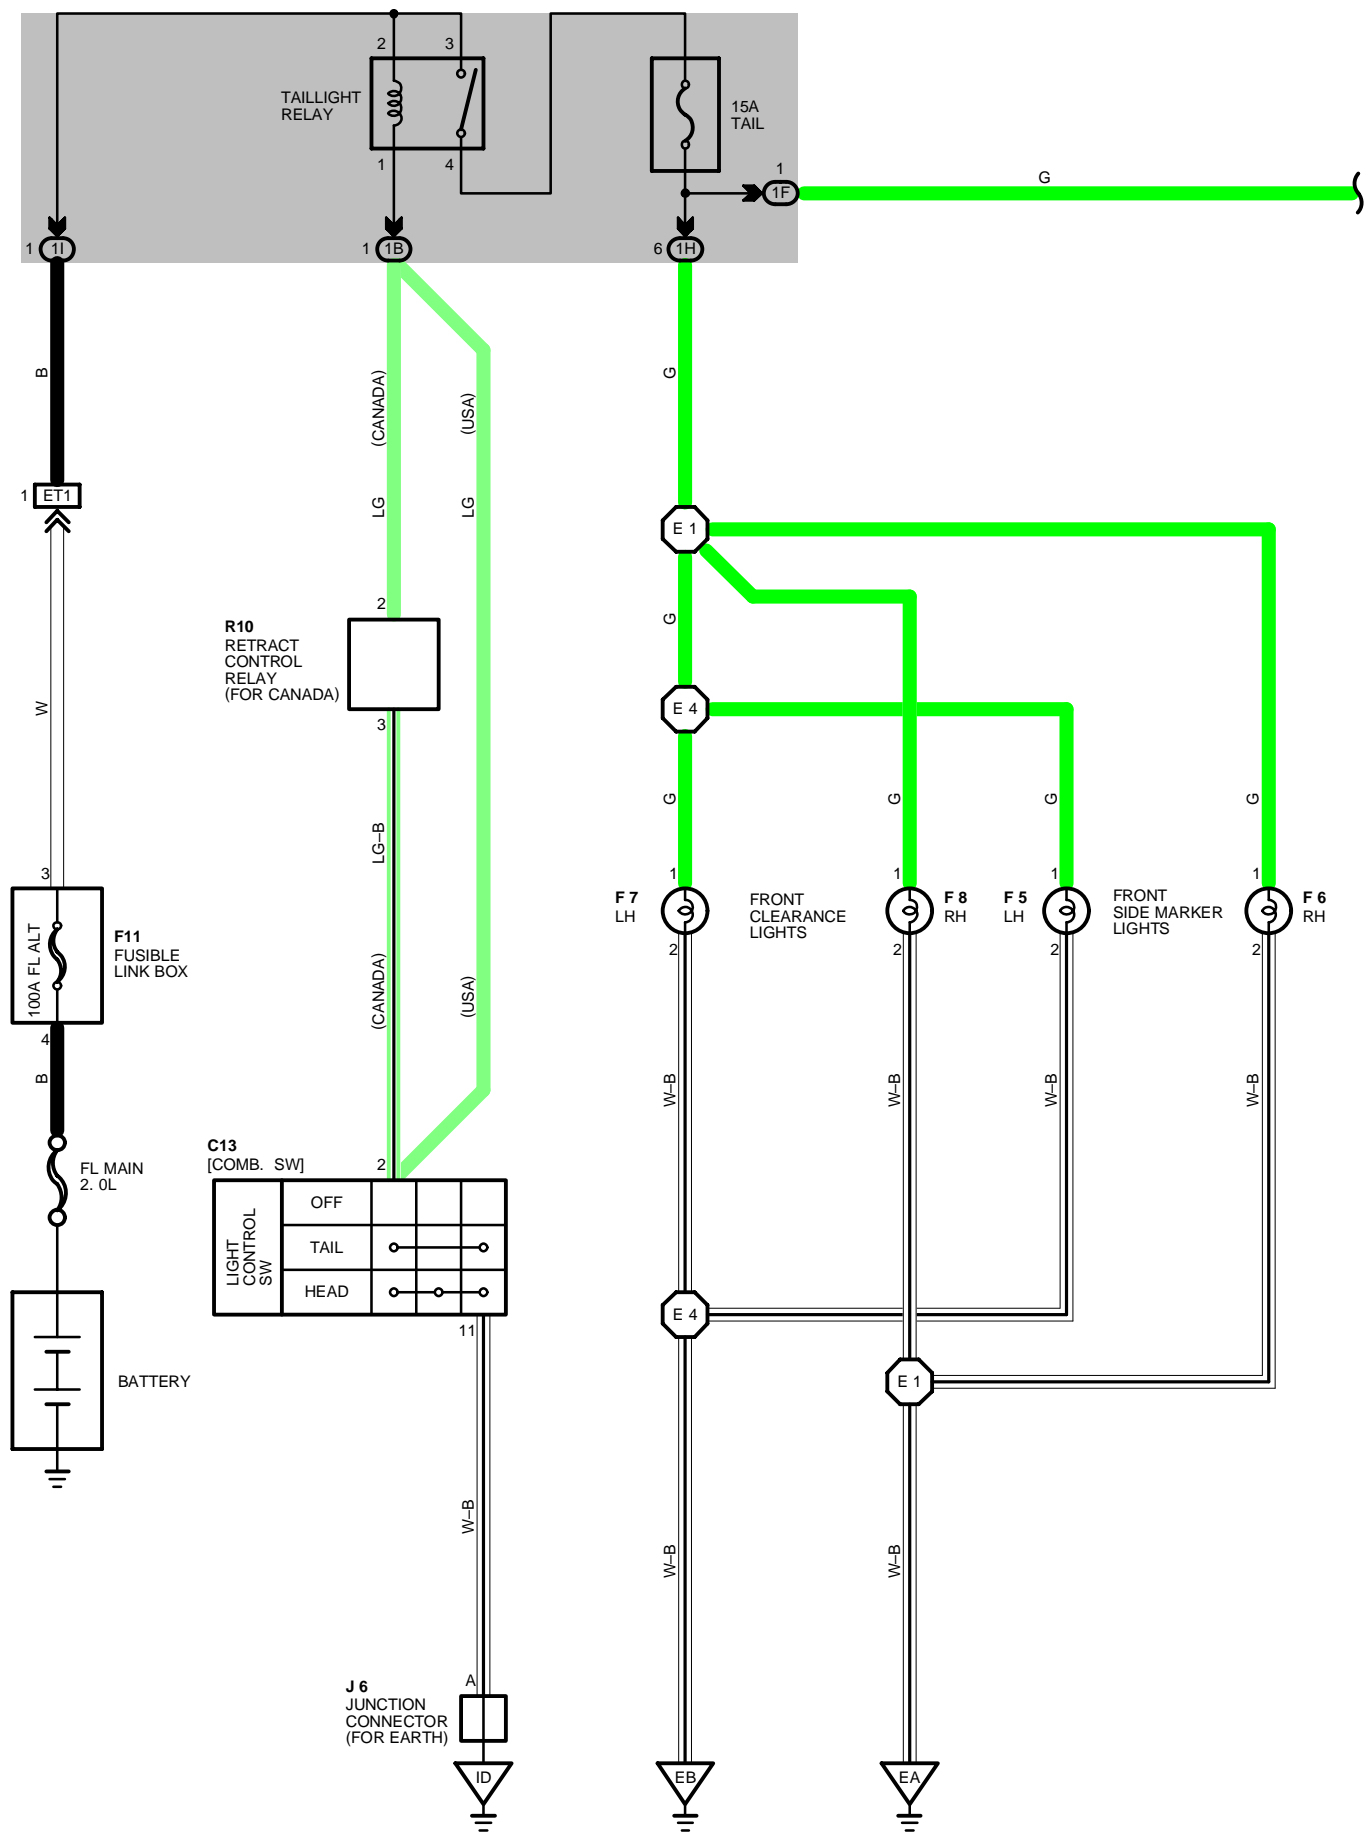 2
3
TAILLIGHT
RELAY
1
4
15A
TAIL
1
1F
G
1
1I
1
1B
6
1H
B
(CANADA)
(USA)
G
1
ET1
LG
LG
E 1
W
2
R10
RETRACT
CONTROL
RELAY
(FOR CANADA)
3
G
E 4
LG–B
G
G
G
G
3
1
1
1
1
100A FL ALT
F11
FUSIBLE
LINK BOX
4
F 7
LH
FRONT
CLEARANCE
LIGHTS
F 8
RH
F 5
LH
FRONT
SIDE MARKER
LIGHTS
F 6
RH
2
2
2
2
(CANADA)
(USA)
B
W–B
W–B
W–B
W–B
FL MAIN
2. 0L
C13
[COMB. SW]
2
LIGHT
CONTROL
SW
OFF
TAIL
HEAD
11
E 4
BATTERY
E 1
W–B
W–B
W–B
J 6
JUNCTION
CONNECTOR
(FOR EARTH)
A
ID
EB
EA